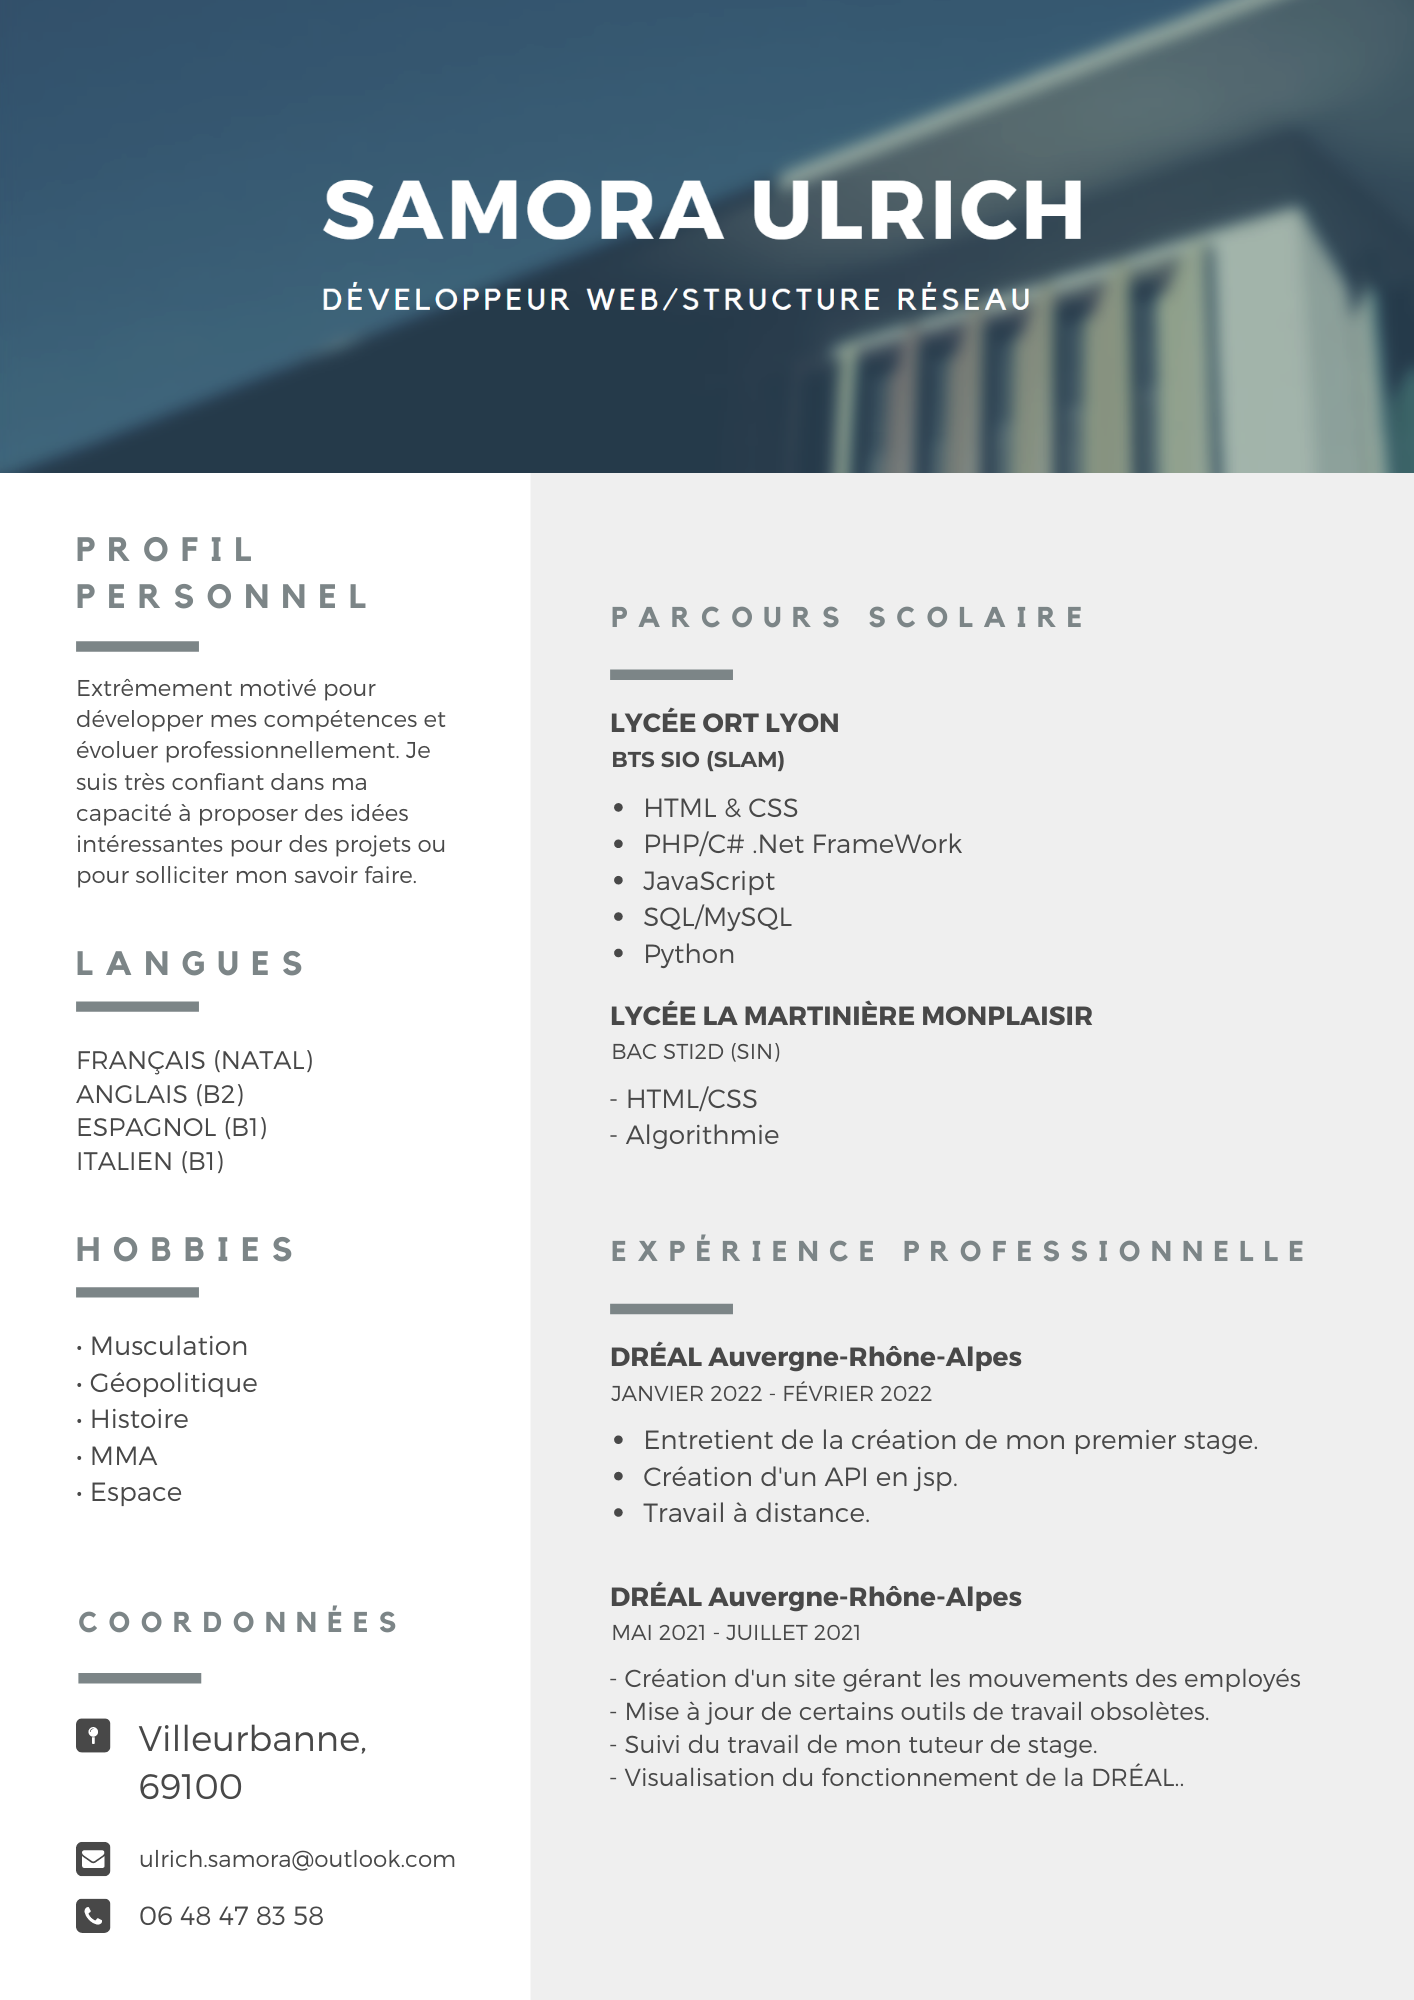 SAMORA ULRICH
DÉVELOPPEUR WEB/STRUCTURE RÉSEAU
PROFIL
PERSONNEL
Extrêmement motivé pour
développer mes compétences et
évoluer professionnellement. Je
suis très confiant dans ma
capacité à proposer des idées
intéressantes pour des projets ou
pour solliciter mon savoir faire.
LANGUES
FRANÇAIS (NATAL)
ANGLAIS (B2)
ESPAGNOL (B1)
ITALIEN (B1)
HOBBIES
• Musculation
• Géopolitique
• Histoire
• MMA
• Espace
COORDONNÉES
Villeurbanne,
69100
ulrich.samora@outlook.com
06 48 47 83 58
PARCOURS SCOLAIRE
LYCÉE ORT LYON
BTS SIO (SLAM)
• HTML & CSS
• PHP/C# .Net FrameWork
• JavaScript
• SQL/MySQL
• Python
LYCÉE LA MARTINIÈRE MONPLAISIR
BAC STI2D (SIN)
- HTML/CSS
- Algorithmie
EXPÉRIENCE PROFESSIONNELLE
DRÉAL Auvergne-Rhône-Alpes
JANVIER 2022 - FÉVRIER 2022
• Entretient de la création de mon premier stage.
• Création d'un API en jsp.
• Travail à distance.
DRÉAL Auvergne-Rhône-Alpes
MAI 2021 - JUILLET 2021
- Création d'un site gérant les mouvements des employés
- Mise à jour de certains outils de travail obsolètes.
- Suivi du travail de mon tuteur de stage.
- Visualisation du fonctionnement de la DRÉAL..